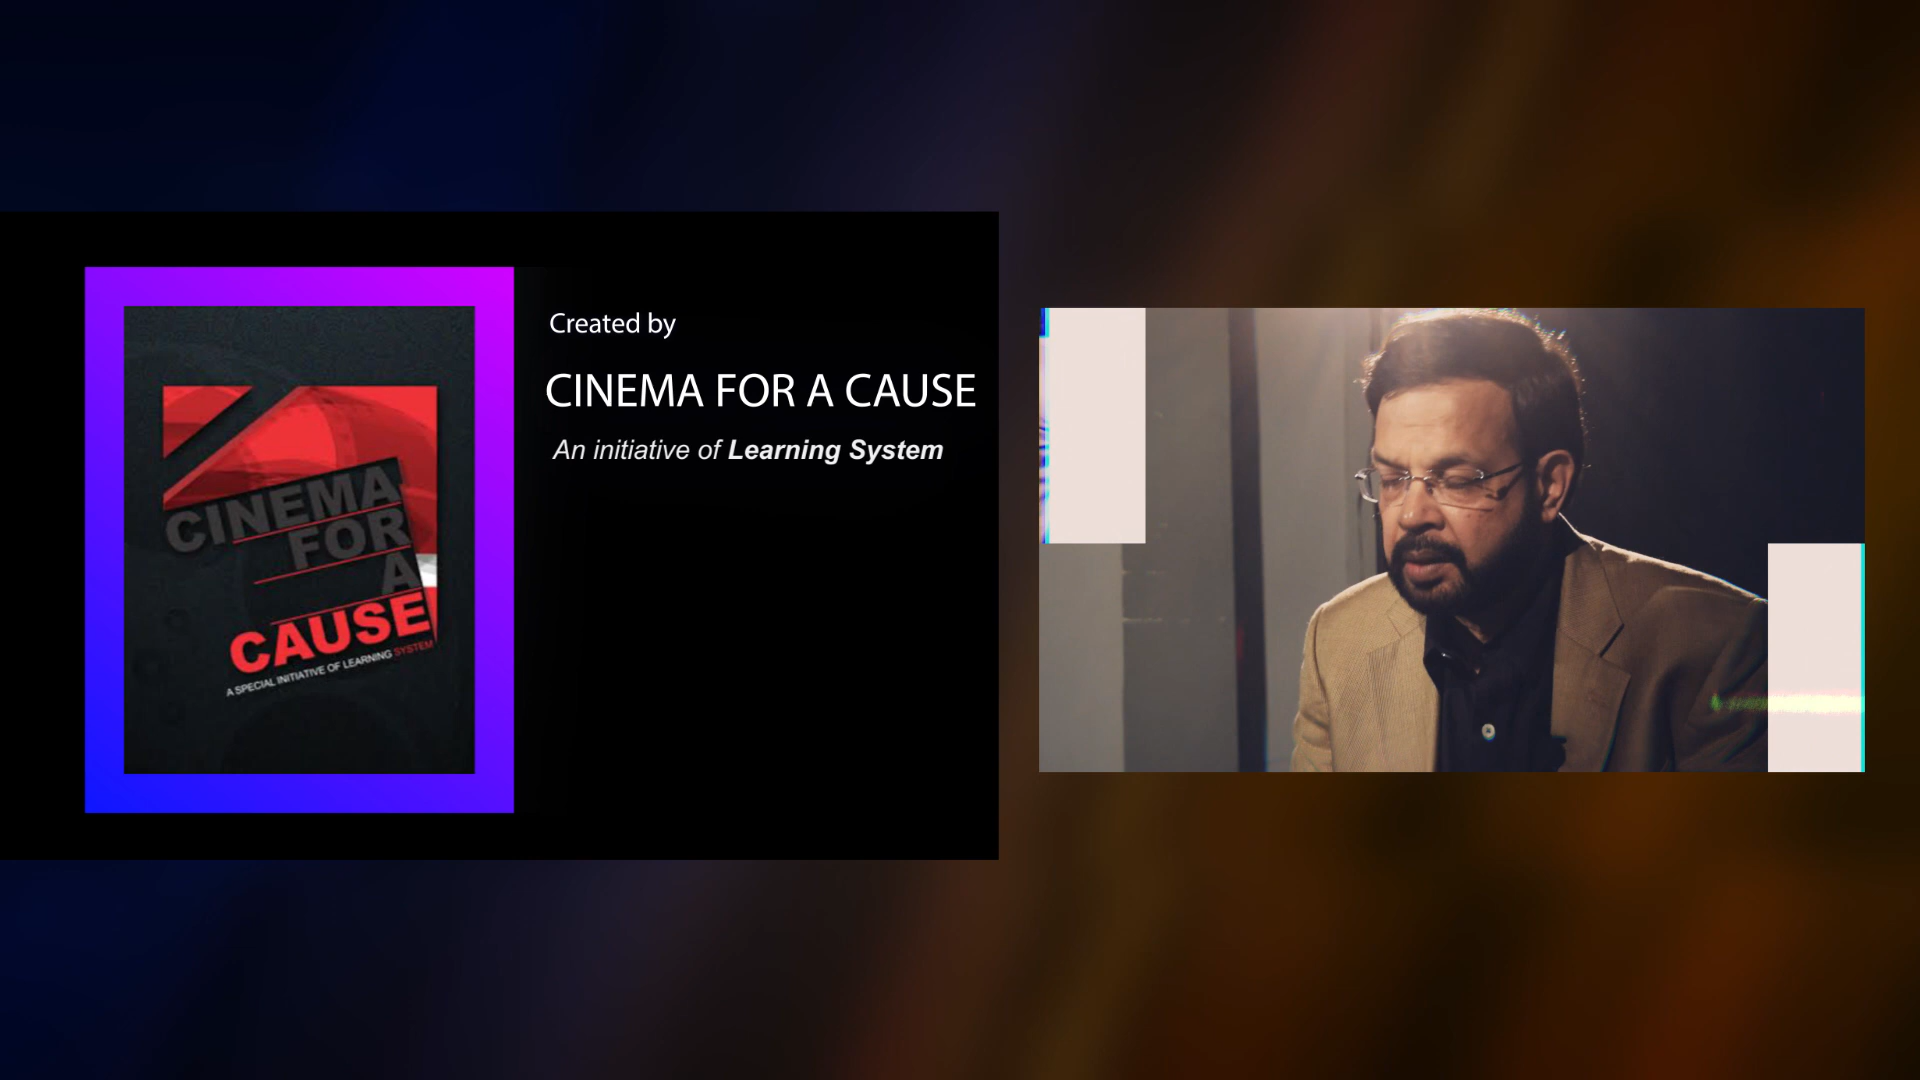 CINEMA
FOR
A
CAUSE
A SPECIAL INITIATIVE OF LEARNING SYSTEM
Created by
CINEMA FOR A CAUSE
An initiative of Learning System